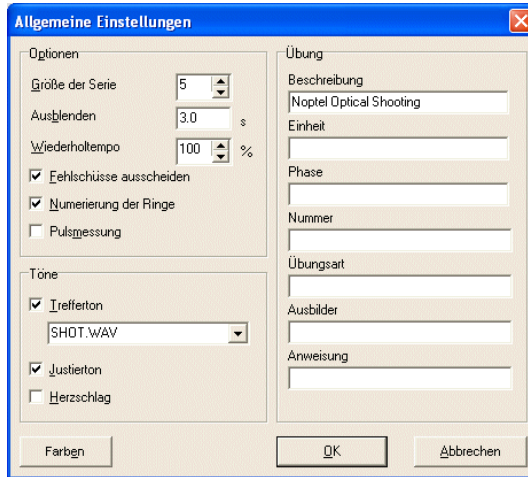 Allgemeine Einstellungen
Optionen
Größe der Serie 5
Ausblenden 3.0 s
Wiederholtempo 100 %
Fehlschüsse ausscheiden
Numerierung der Ringe
Pulsmessung
Töne
Trefferton
SHOT.WAV
Justierton
Herzschlag
Übung
Beschreibung
Noptel Optical Shooting
Einheit
Phase
Nummer
Übungsart
Ausbilder
Anweisung
Farben
OK
Abbrechen